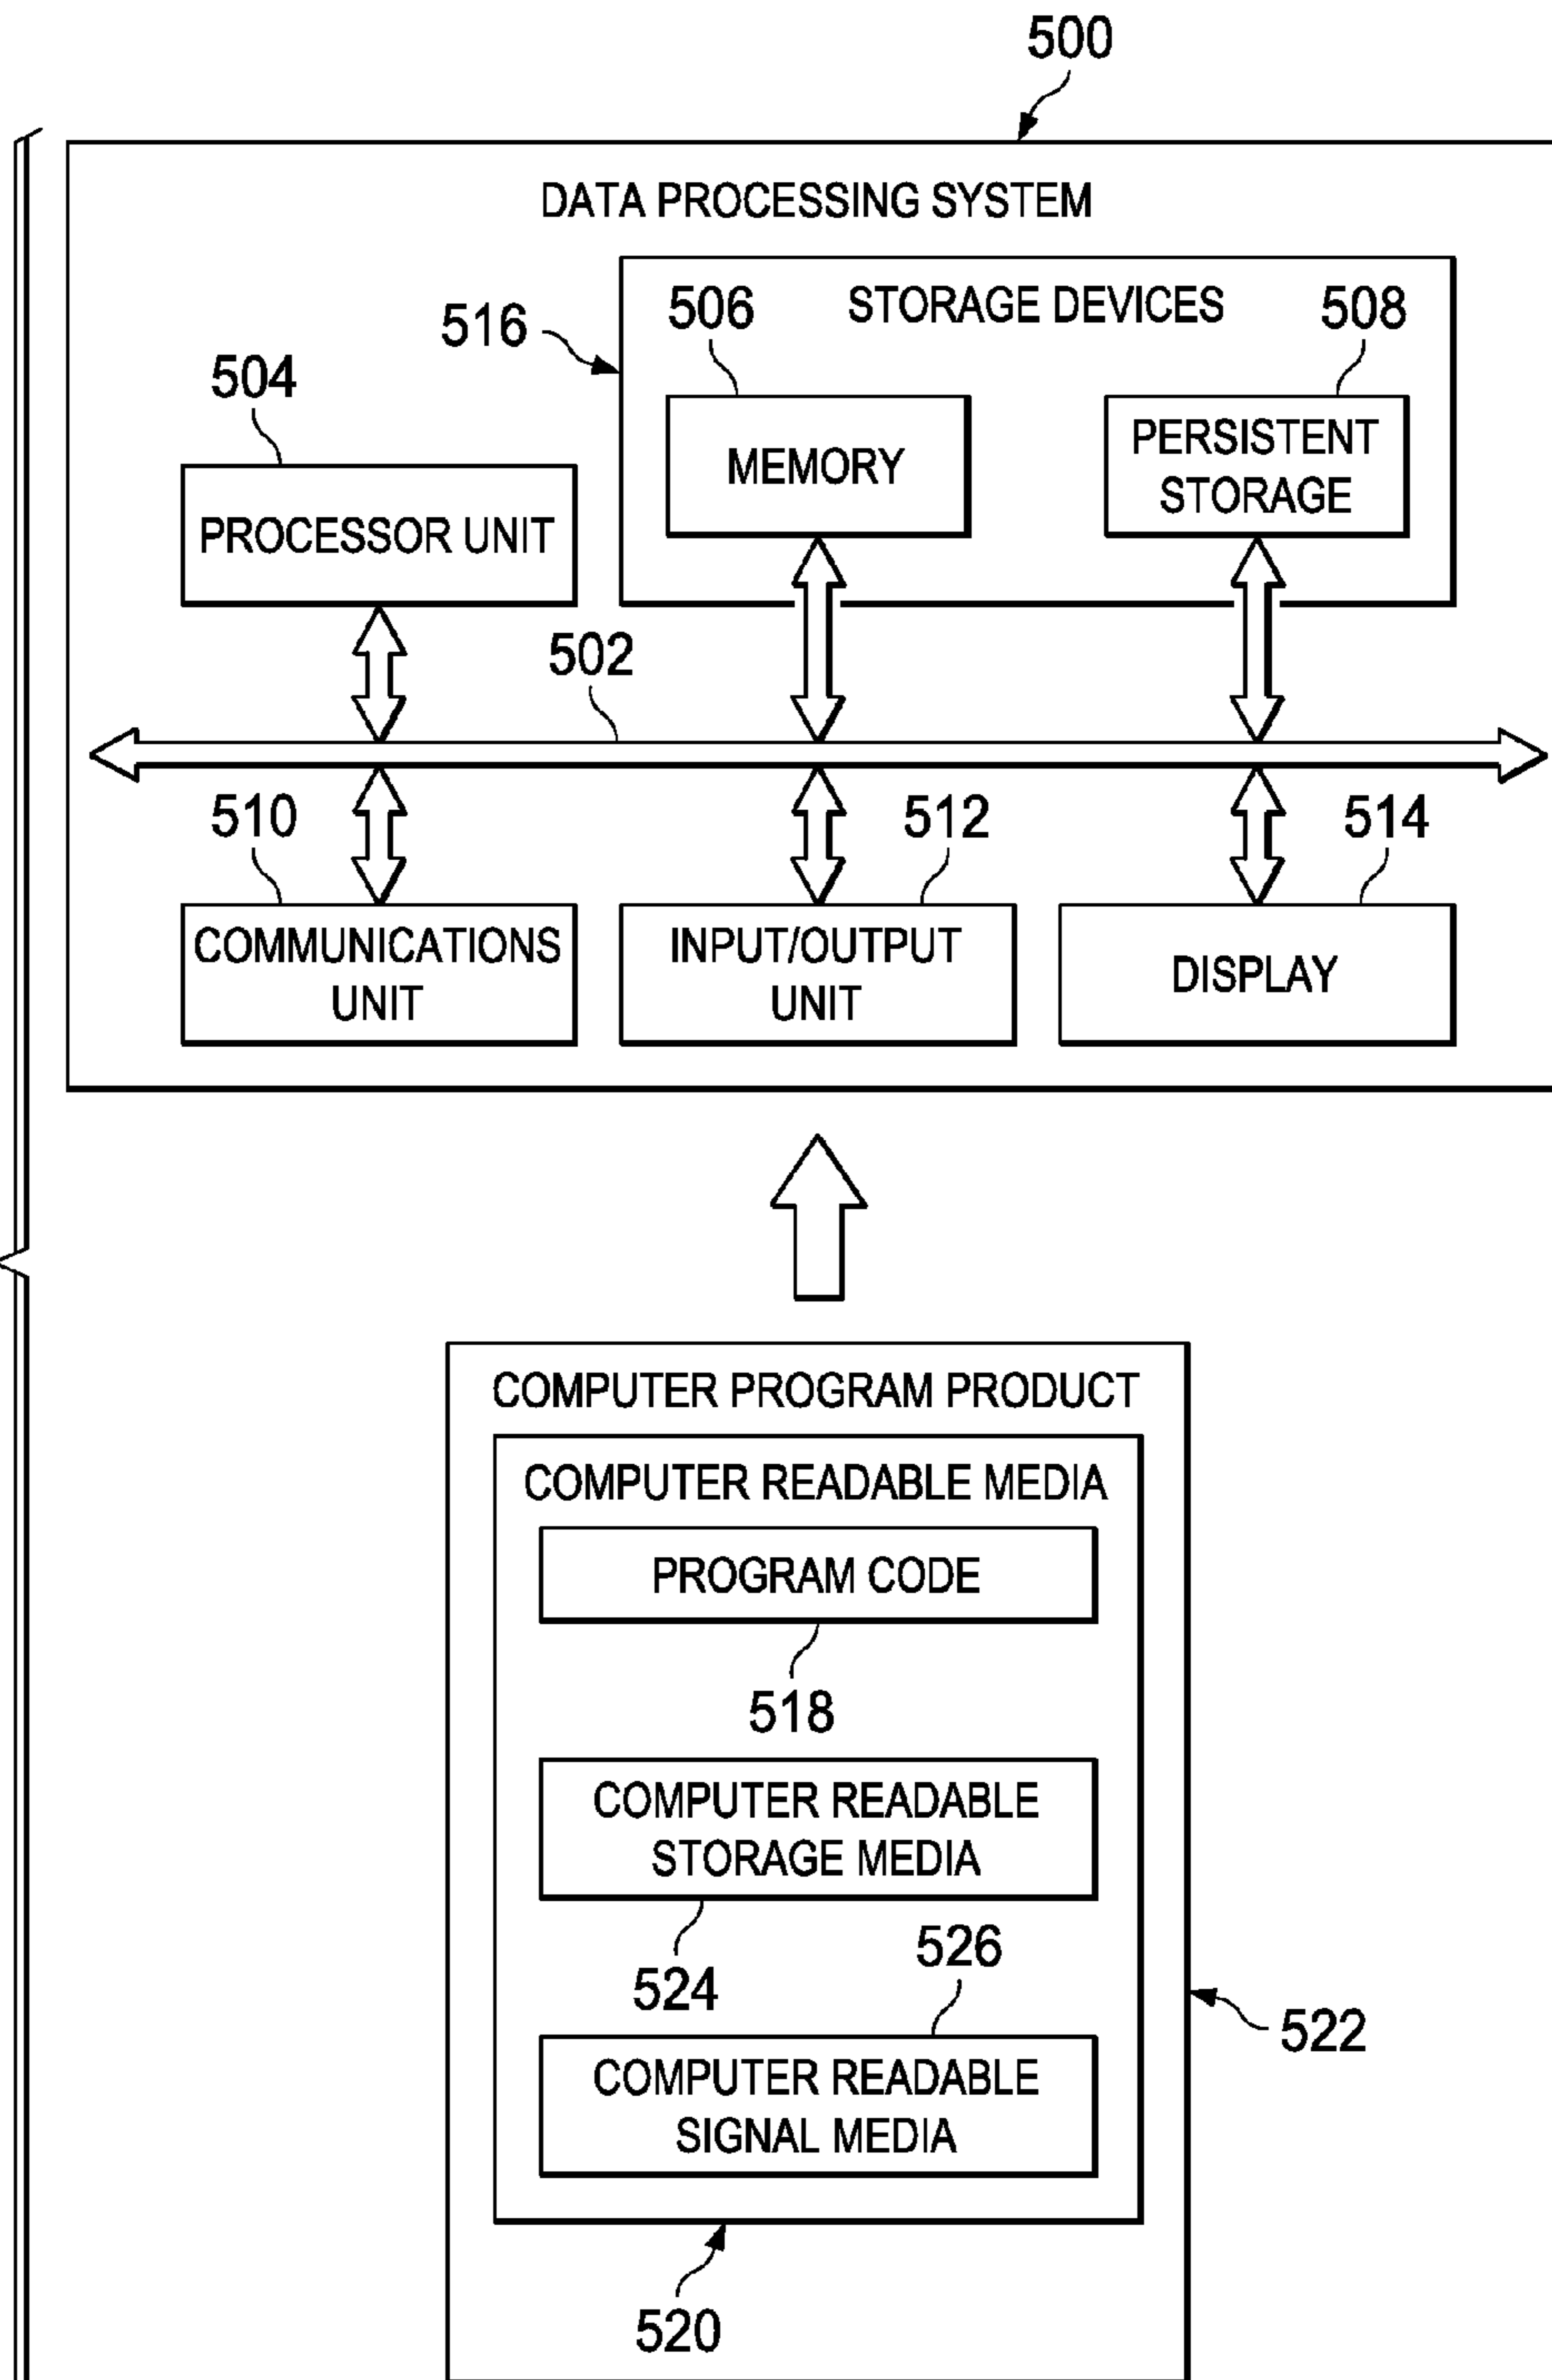 500
DATA PROCESSING SYSTEM
516
506
STORAGE DEVICES
508
504
MEMORY
PERSISTENT
STORAGE
PROCESSOR UNIT
502
510
512
514
COMMUNICATIONS
UNIT
INPUT/OUTPUT
UNIT
DISPLAY
COMPUTER PROGRAM PRODUCT
COMPUTER READABLE MEDIA
PROGRAM CODE
518
COMPUTER READABLE
STORAGE MEDIA
524
526
522
COMPUTER READABLE
SIGNAL MEDIA
520